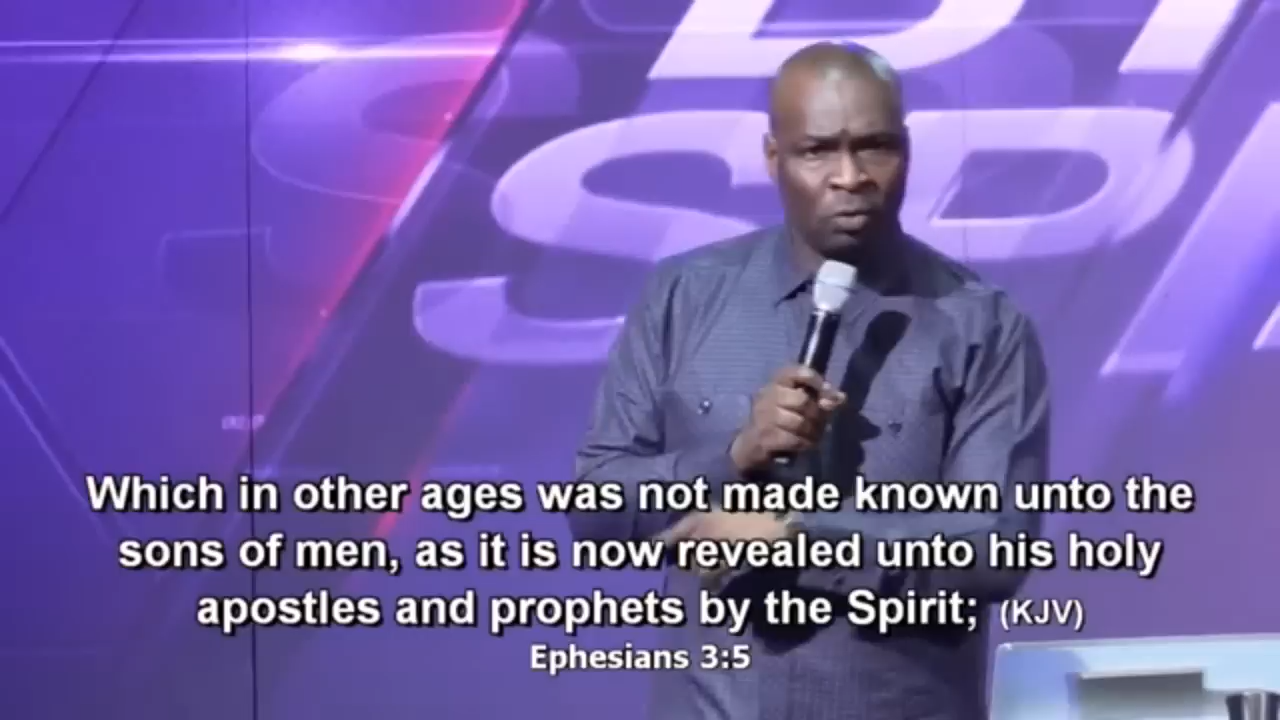 Which in other ages was not made known unto the
sons of men, as it is now revealed unto his holy
apostles and prophets by the Spirit; (KJV)
Ephesians 3:5